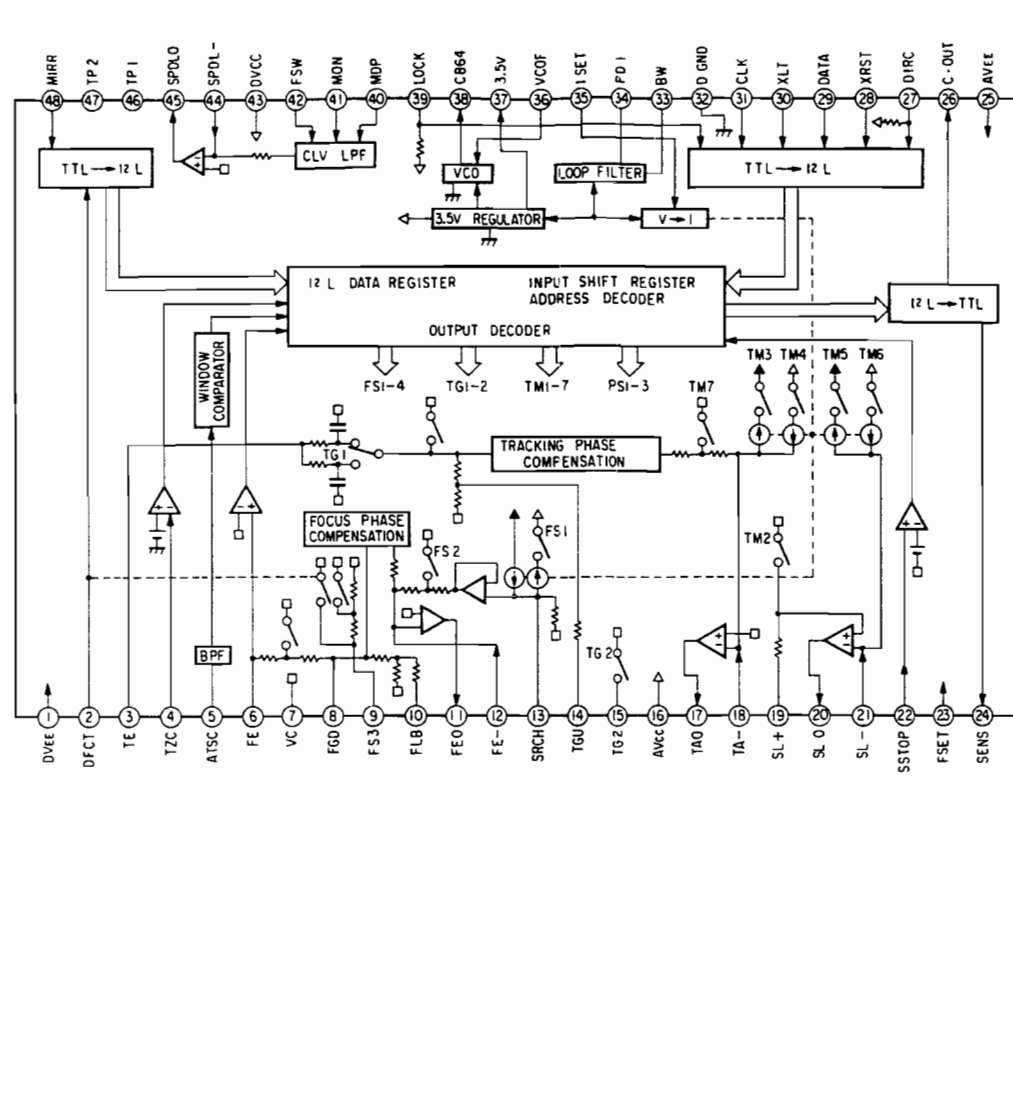 MIRR TP2 TP1 SPDLO SPDL- DVCC FSW MON MDP LOCK C864 3.5V VCOF ISET PDI BW D GND CLK XLT DATA XRST DIRC C·OUT AVEE
48 47 46 45 44 43 42 41 40 39 38 37 36 35 34 33 32 31 30 29 28 27 26 25
TTL→I2L
CLV LPF
VCO
LOOP FILTER
TTL→I2L
3.5V REGULATOR
V→I
I2L DATA REGISTER
INPUT SHIFT REGISTER
ADDRESS DECODER
OUTPUT DECODER
I2L→TTL
WINDOW
COMPARATOR
FS1-4
TG1-2
TM1-7
PS1-3
TM7
TM3
TM4
TM5
TM6
TG1
TRACKING PHASE
COMPENSATION
FOCUS PHASE
COMPENSATION
FS2
FS1
TM2
BPF
TG2
1 2 3 4 5 6 7 8 9 10 11 12 13 14 15 16 17 18 19 20 21 22 23 24
DVEE DFCT TE TZC ATSC FE VC FGD FS3 FLB FEO FE- SRCH TGU TG2 AVCC TAO TA- SL+ SL O SL- SSTOP FSET SENS